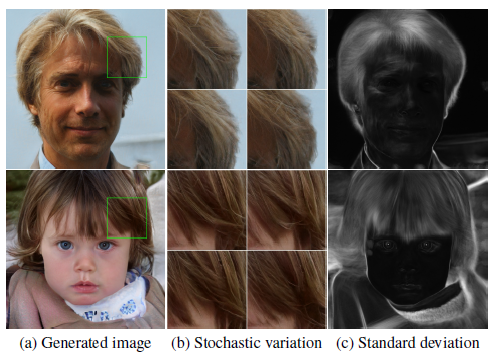 (a) Generated image (b) Stochastic variation (c) Standard deviation